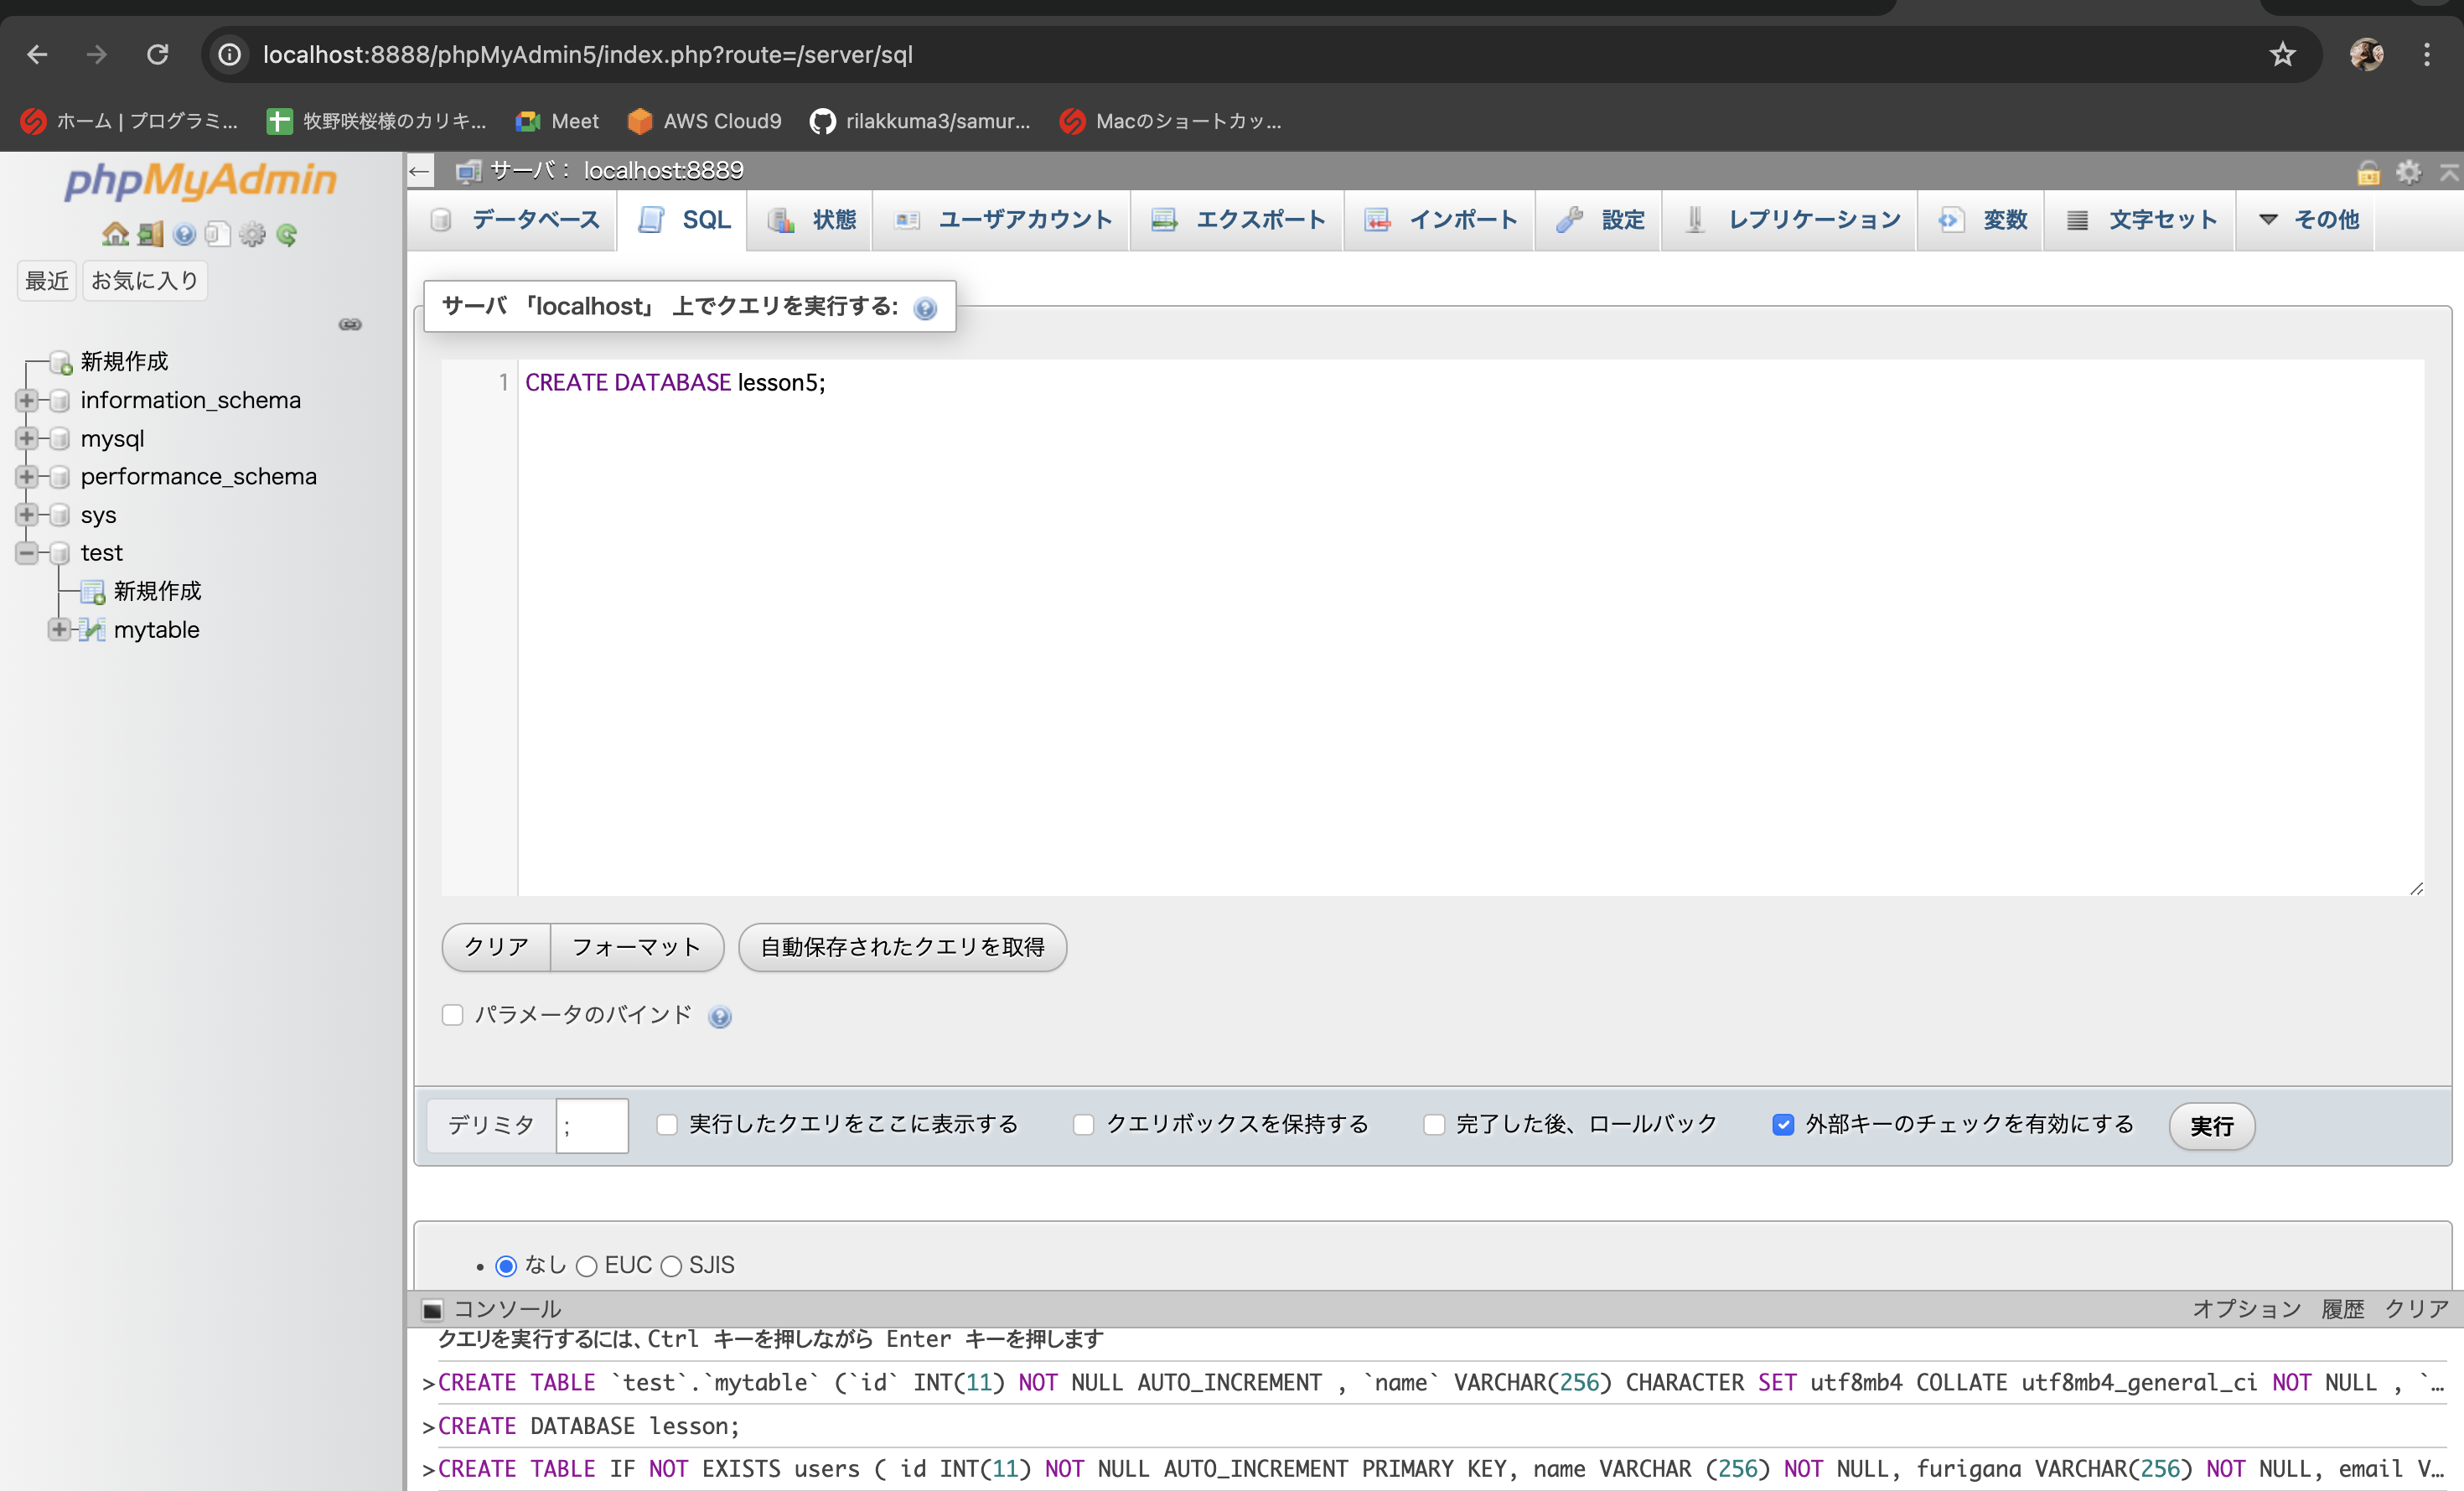 localhost:8888/phpMyAdmin5/index.php?route=/server/sql
ホーム | プログラミ...
牧野咲桜様のカリキ...
Meet
AWS Cloud9
rilakkuma3/samur...
Macのショートカッ...
phpMyAdmin
最近
お気に入り
新規作成
information_schema
mysql
performance_schema
sys
test
新規作成
mytable
サーバ： localhost:8889
データベース
SQL
状態
ユーザアカウント
エクスポート
インポート
設定
レプリケーション
変数
文字セット
その他
サーバ 「localhost」 上でクエリを実行する:
1 CREATE DATABASE lesson5;
クリア
フォーマット
自動保存されたクエリを取得
パラメータのバインド
デリミタ ;
実行したクエリをここに表示する
クエリボックスを保持する
完了した後、ロールバック
外部キーのチェックを有効にする
実行
なし EUC SJIS
コンソール
オプション 履歴 クリア
クエリを実行するには、Ctrl キーを押しながら Enter キーを押します
>CREATE TABLE `test`.`mytable` (`id` INT(11) NOT NULL AUTO_INCREMENT , `name` VARCHAR(256) CHARACTER SET utf8mb4 COLLATE utf8mb4_general_ci NOT NULL , `...
>CREATE DATABASE lesson;
>CREATE TABLE IF NOT EXISTS users ( id INT(11) NOT NULL AUTO_INCREMENT PRIMARY KEY, name VARCHAR (256) NOT NULL, furigana VARCHAR(256) NOT NULL, email V...